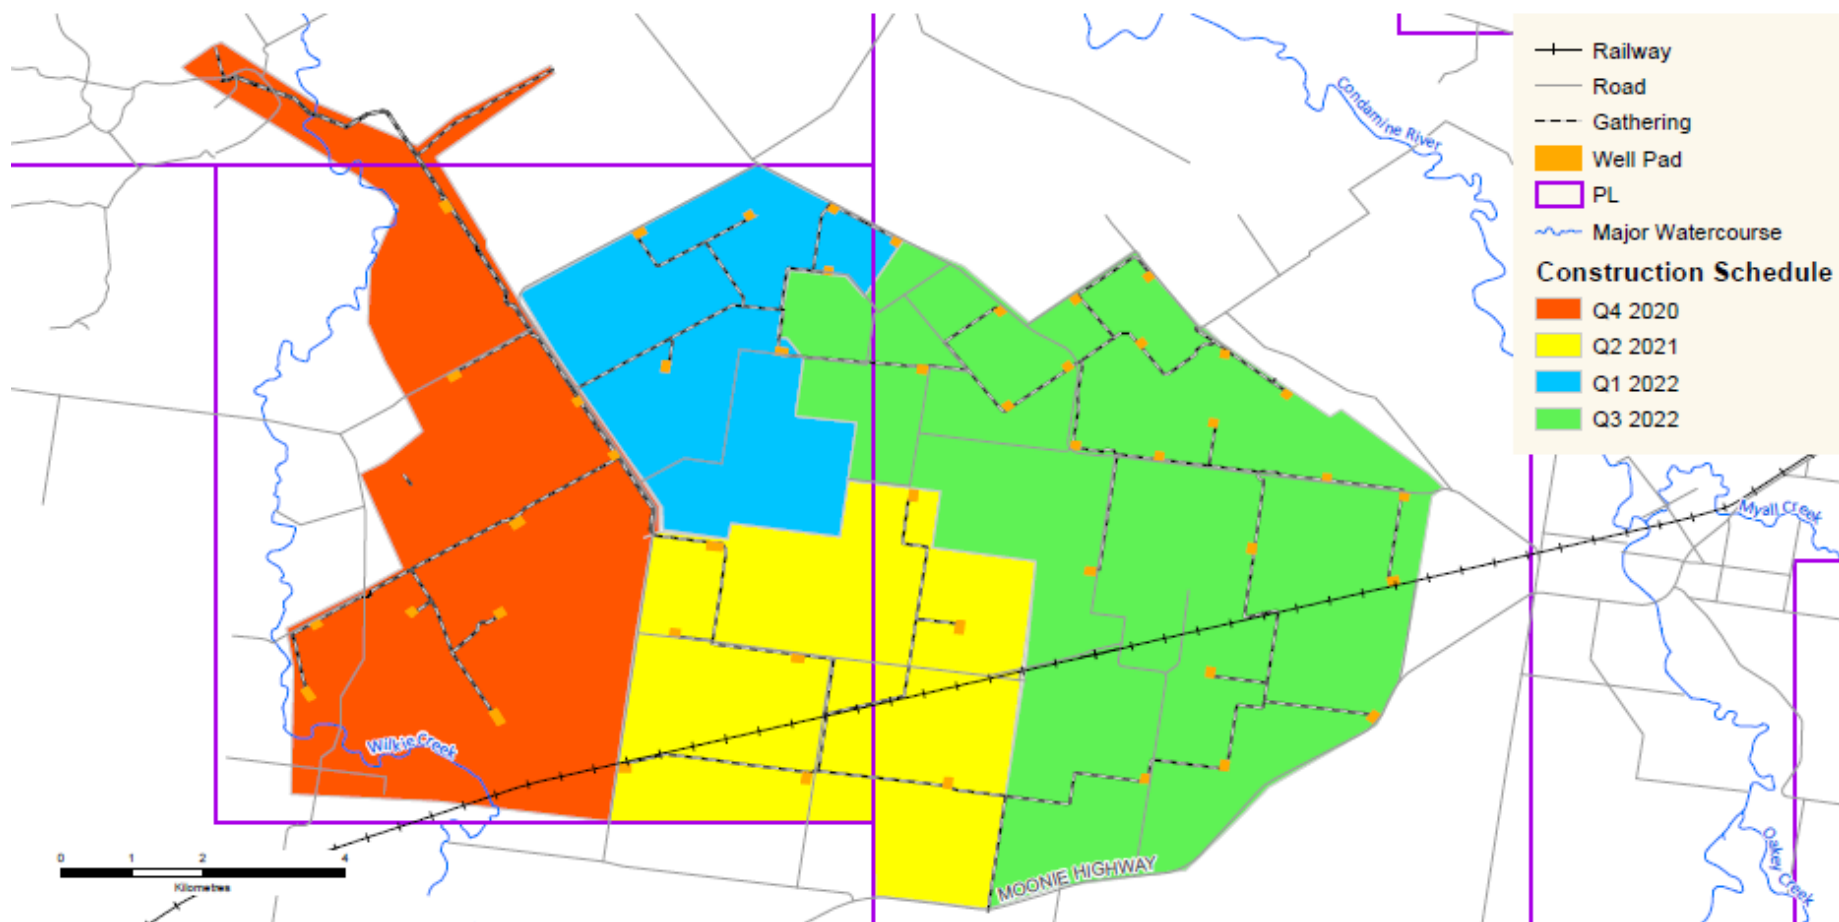 Railway
Road
Gathering
Well Pad
PL
Major Watercourse
Construction Schedule
Q4 2020
Q2 2021
Q1 2022
Q3 2022
Condamine River
Myall Creek
Wilkie Creek
Oakey Creek
MOONIE HIGHWAY
0 1 2 4
Kilometres